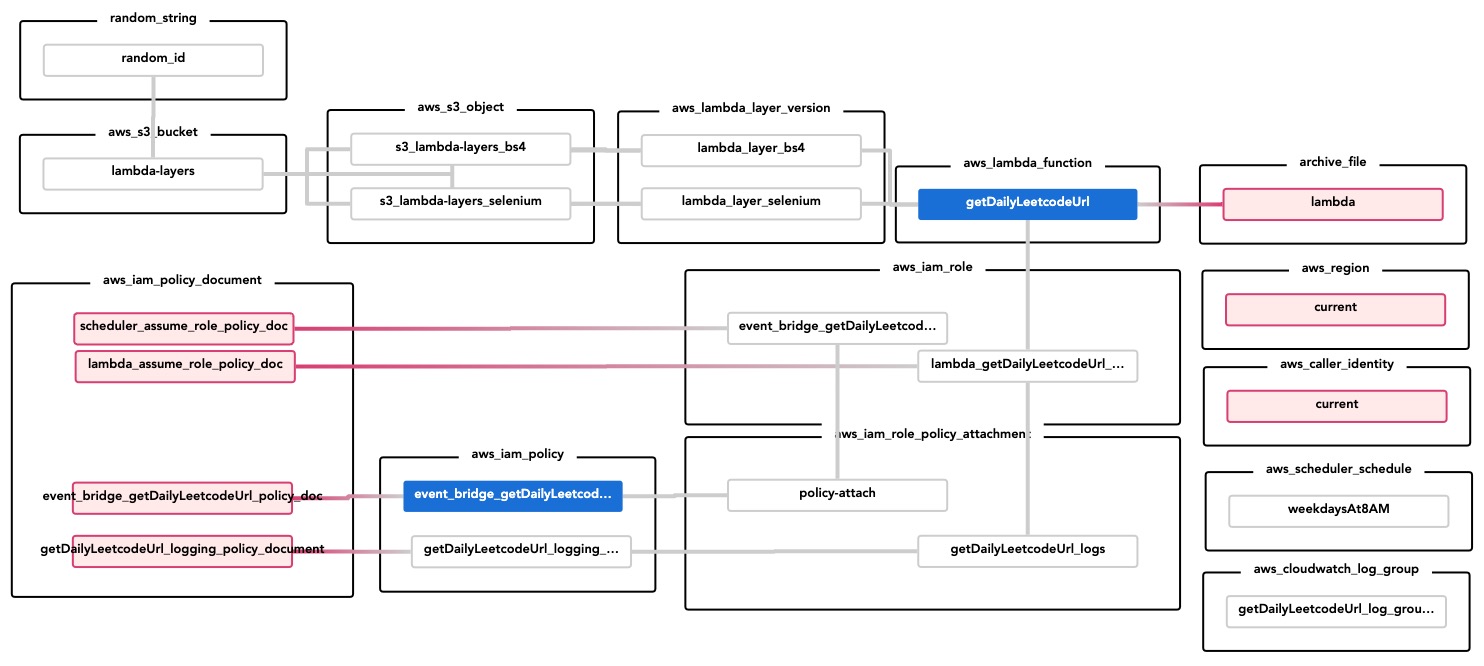 random_string
random_id
aws_s3_bucket
lambda-layers
aws_s3_object
s3_lambda-layers_bs4
s3_lambda-layers_selenium
aws_lambda_layer_version
lambda_layer_bs4
lambda_layer_selenium
aws_lambda_function
getDailyLeetcodeUrl
archive_file
lambda
aws_iam_policy_document
scheduler_assume_role_policy_doc
lambda_assume_role_policy_doc
event_bridge_getDailyLeetcodeUrl_policy_doc
getDailyLeetcodeUrl_logging_policy_document
aws_iam_policy
event_bridge_getDailyLeetcod...
getDailyLeetcodeUrl_logging_...
aws_iam_role
event_bridge_getDailyLeetcod...
lambda_getDailyLeetcodeUrl_...
aws_iam_role_policy_attachment
policy-attach
getDailyLeetcodeUrl_logs
aws_region
current
aws_caller_identity
current
aws_scheduler_schedule
weekdaysAt8AM
aws_cloudwatch_log_group
getDailyLeetcodeUrl_log_grou...